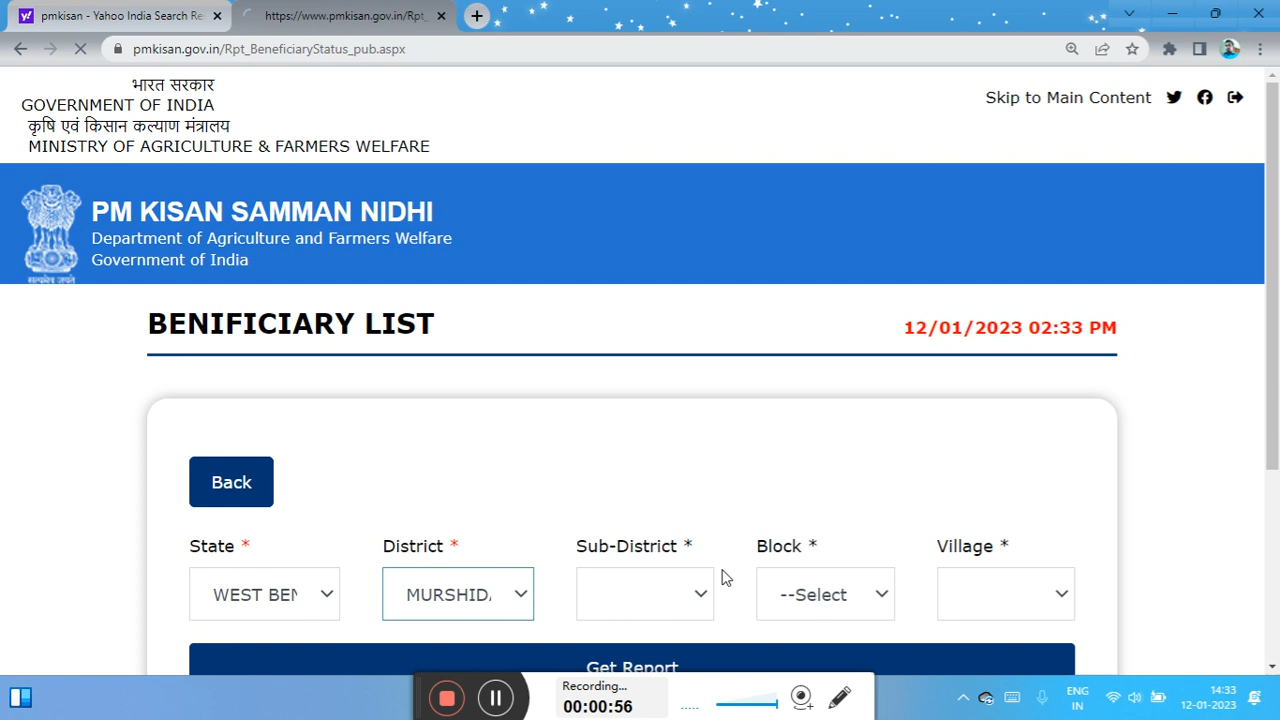 pmkisan - Yahoo India Search Re
https://www.pmkisan.gov.in/Rpt_
pmkisan.gov.in/Rpt_BeneficiaryStatus_pub.aspx
भारत सरकार
GOVERNMENT OF INDIA
कृषि एवं किसान कल्याण मंत्रालय
MINISTRY OF AGRICULTURE & FARMERS WELFARE
Skip to Main Content
PM KISAN SAMMAN NIDHI
Department of Agriculture and Farmers Welfare
Government of India
सत्यमेव जयते
BENIFICIARY LIST
12/01/2023 02:33 PM
Back
State * District * Sub-District * Block * Village *
WEST BEN MURSHID --Select
Get Report
Recording...
00:00:56
ENG
IN
14:33
12-01-2023